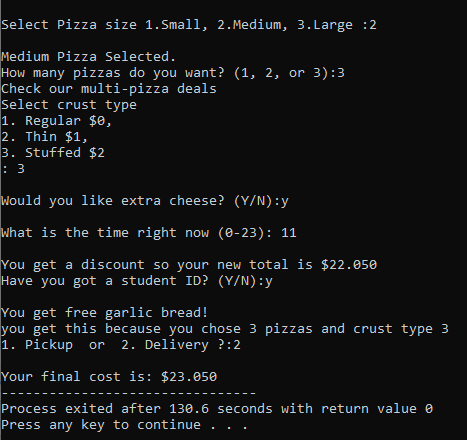 Select Pizza size 1.Small, 2.Medium, 3.Large :2
Medium Pizza Selected.
How many pizzas do you want? (1, 2, or 3):3
Check our multi-pizza deals
Select crust type
1. Regular $0,
2. Thin $1,
3. Stuffed $2
: 3
Would you like extra cheese? (Y/N):y
What is the time right now (0-23): 11
You get a discount so your new total is $22.050
Have you got a student ID? (Y/N):y
You get free garlic bread!
you get this because you chose 3 pizzas and crust type 3
1. Pickup  or  2. Delivery ?:2
Your final cost is: $23.050
--------------------------------
Process exited after 130.6 seconds with return value 0
Press any key to continue . . .